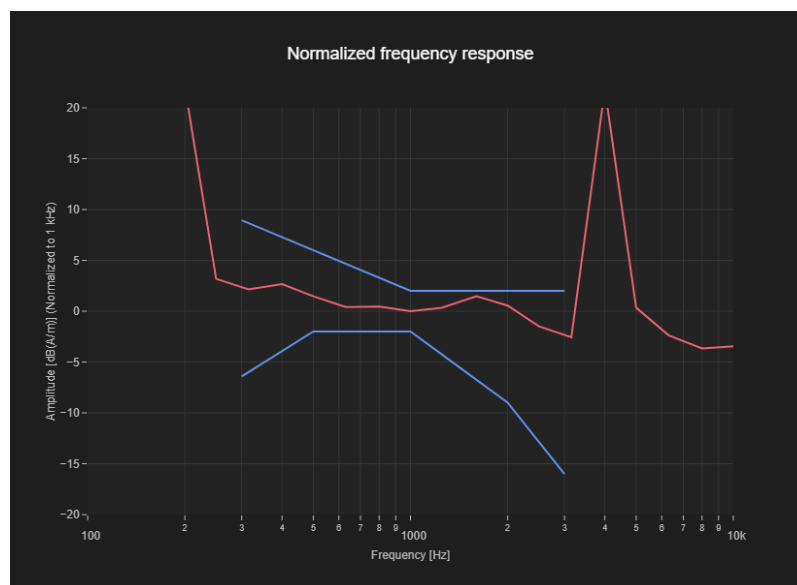 Normalized frequency response
Amplitude [dB(A/m)] (Normalized to 1 kHz)
20
15
10
5
0
−5
−10
−15
−20
100 2 3 4 5 6 7 8 9 1000 2 3 4 5 6 7 8 9 10k
Frequency [Hz]